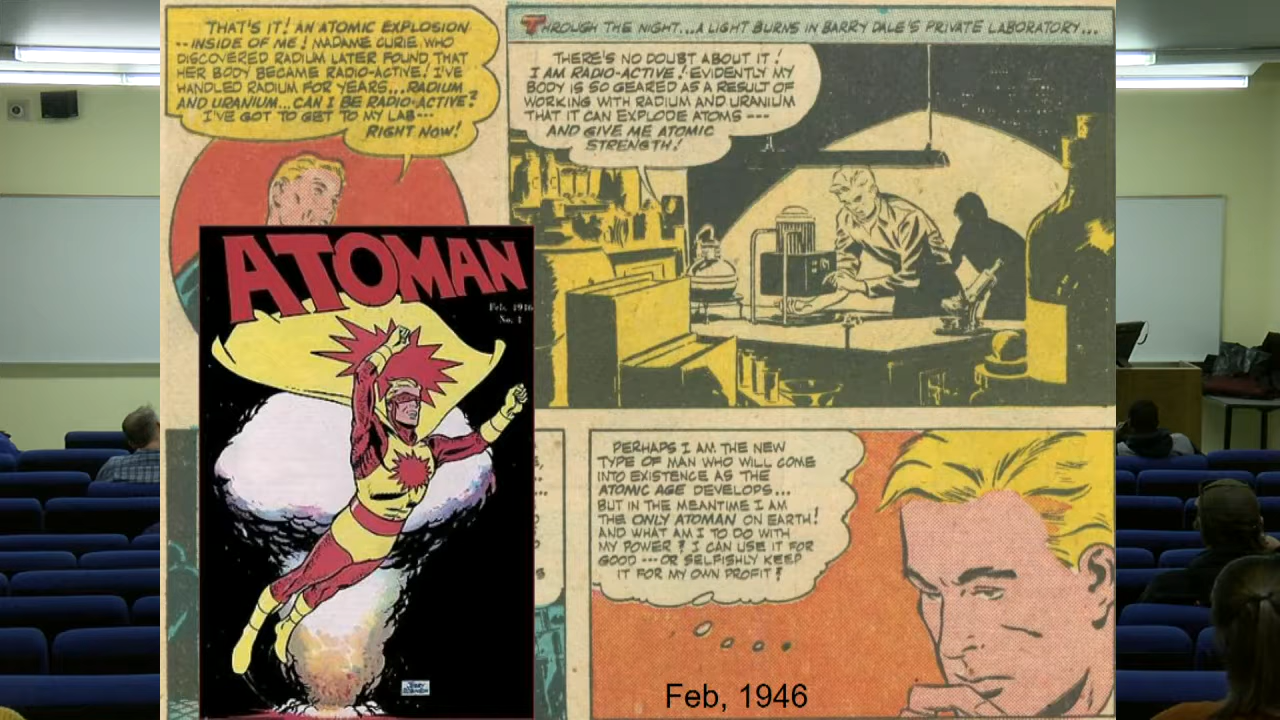 THAT'S IT! AN ATOMIC EXPLOSION
--INSIDE OF ME! MADAME CURIE, WHO
DISCOVERED RADIUM LATER FOUND THAT
HER BODY BECAME RADIO-ACTIVE! I'VE
HANDLED RADIUM FOR YEARS...RADIUM
AND URANIUM...CAN I BE RADIO-ACTIVE?
I'VE GOT TO GET TO MY LAB---
RIGHT NOW!
THROUGH THE NIGHT...A LIGHT BURNS IN BARRY DALE'S PRIVATE LABORATORY...
THERE'S NO DOUBT ABOUT IT!
I AM RADIO-ACTIVE! EVIDENTLY MY
BODY IS SO GEARED AS A RESULT OF
WORKING WITH RADIUM AND URANIUM
THAT IT CAN EXPLODE ATOMS ---
AND GIVE ME ATOMIC
STRENGTH!
ATOMAN
Feb. 1946
No. 1
PERHAPS I AM THE NEW
TYPE OF MAN WHO WILL COME
INTO EXISTENCE AS THE
ATOMIC AGE DEVELOPS...
BUT IN THE MEANTIME I AM
THE ONLY ATOMAN ON EARTH!
AND WHAT AM I TO DO WITH
MY POWER? I CAN USE IT FOR
GOOD ---OR SELFISHLY KEEP
IT FOR MY OWN PROFIT!
JERRY
ROBINSON
Feb, 1946